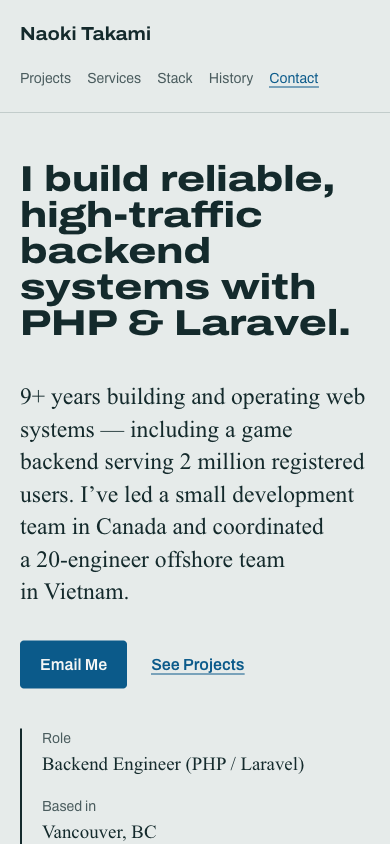 Naoki Takami
Projects Services Stack History Contact
I build reliable,
high-traffic
backend
systems with
PHP & Laravel.
9+ years building and operating web
systems — including a game
backend serving 2 million registered
users. I’ve led a small development
team in Canada and coordinated
a 20-engineer offshore team
in Vietnam.
Email Me See Projects
Role
Backend Engineer (PHP / Laravel)
Based in
Vancouver, BC